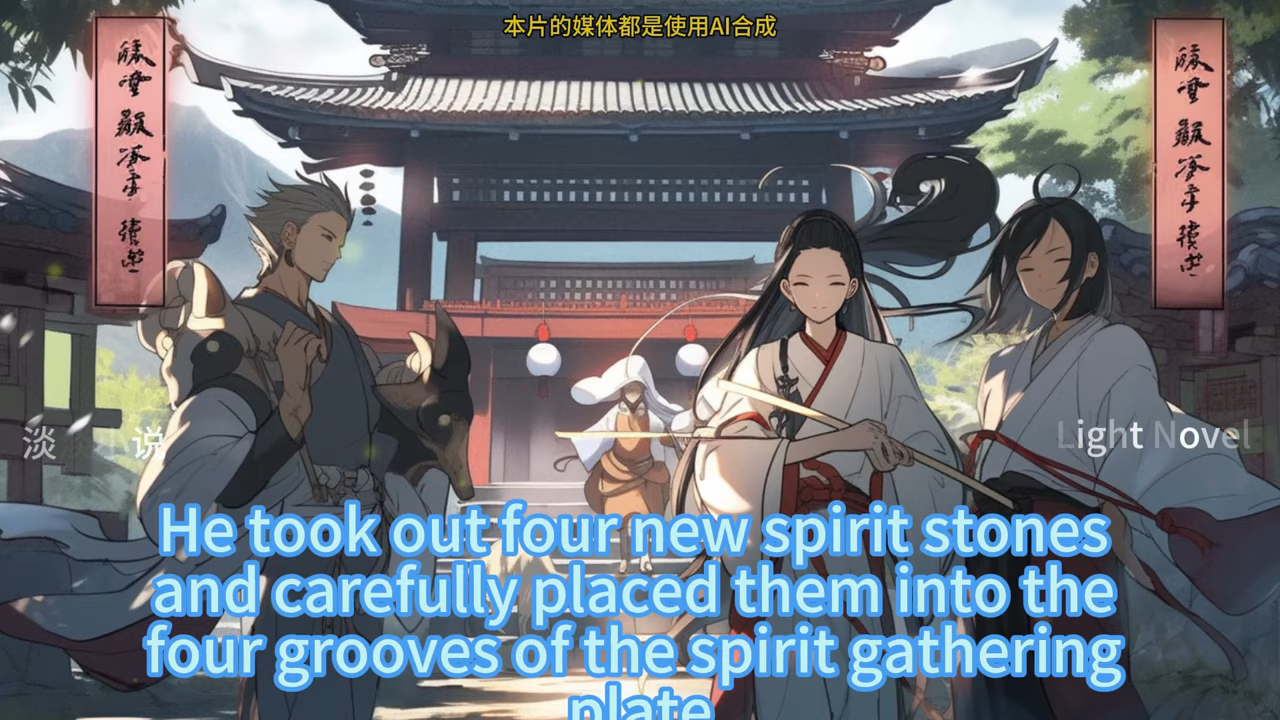 本片的媒体都是使用AI合成
淡 说
Light Novel
He took out four new spirit stones
and carefully placed them into the
four grooves of the spirit gathering
plate